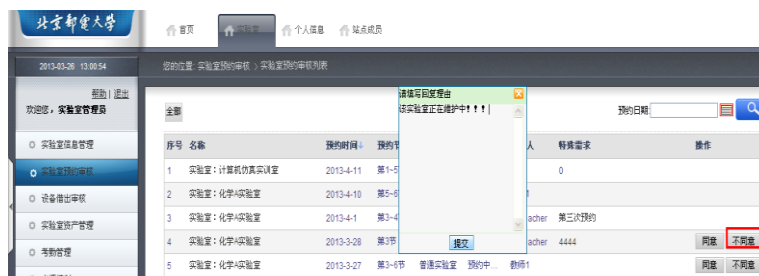 北京邮电大学
首页 实验室 个人信息 站点成员
2013-03-26 13:00:54
您的位置: 实验室预约审核 > 实验室预约审核列表
帮助 | 退出
欢迎您，实验室管理员
请填写回复理由
该实验室正在维护中！！！
全部
预约日期:
序号 名称 预约时间↓ 预约节 人 特殊需求 操作
实验室信息管理
1 实验室：计算机仿真实训室 2013-4-11 第1~5 0
实验室预约审核
2 实验室：化学A实验室 2013-4-10 第5~6
设备借出审核
3 实验室：化学A实验室 2013-4-1 第3~4 acher 第三次预约
实验室资产管理
4 实验室：化学A实验室 2013-3-28 第3节 acher 4444 同意 不同意
提交
考勤管理
5 实验室：化学A实验室 2013-3-27 第3~6节 普通实验室 预约中... 教师1 同意 不同意